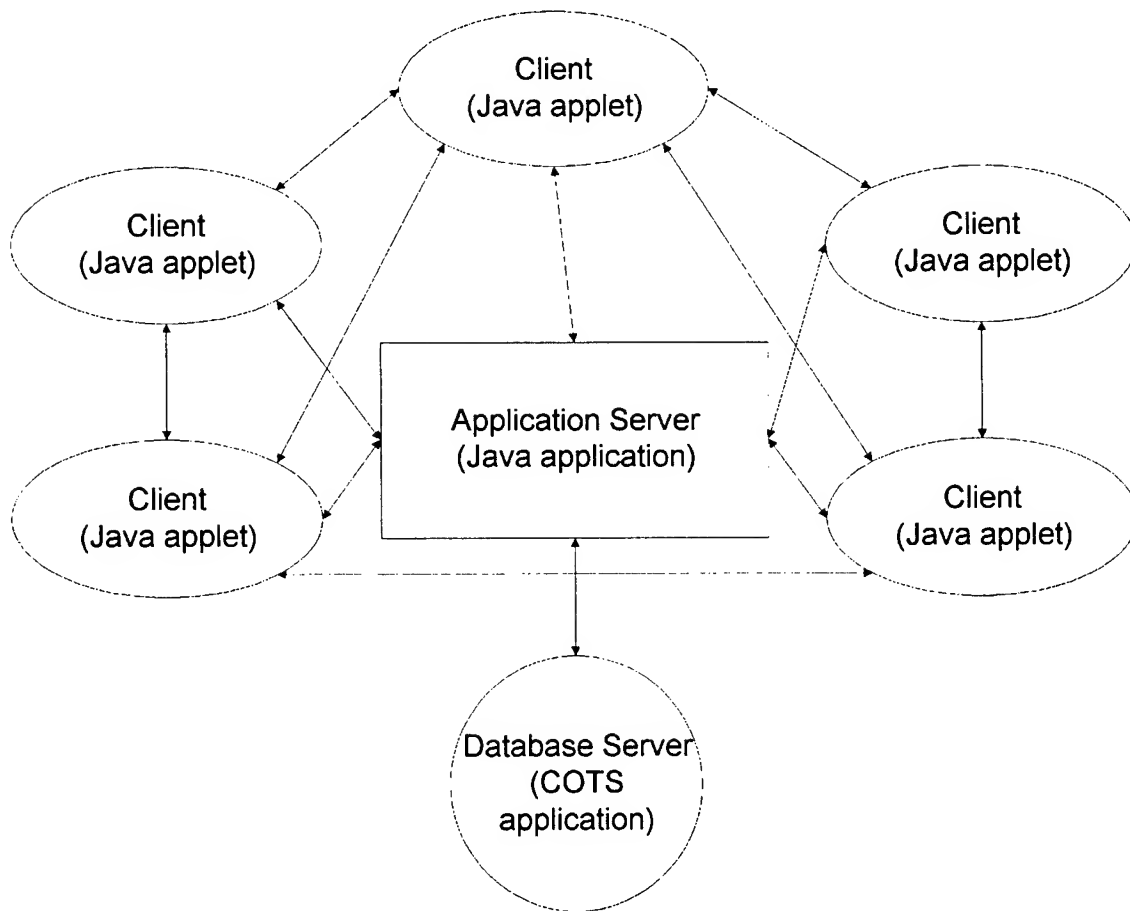 Client
(Java applet)
Client
(Java applet)
Client
(Java applet)
Application Server
(Java application)
Client
(Java applet)
Client
(Java applet)
Database Server
(COTS
application)